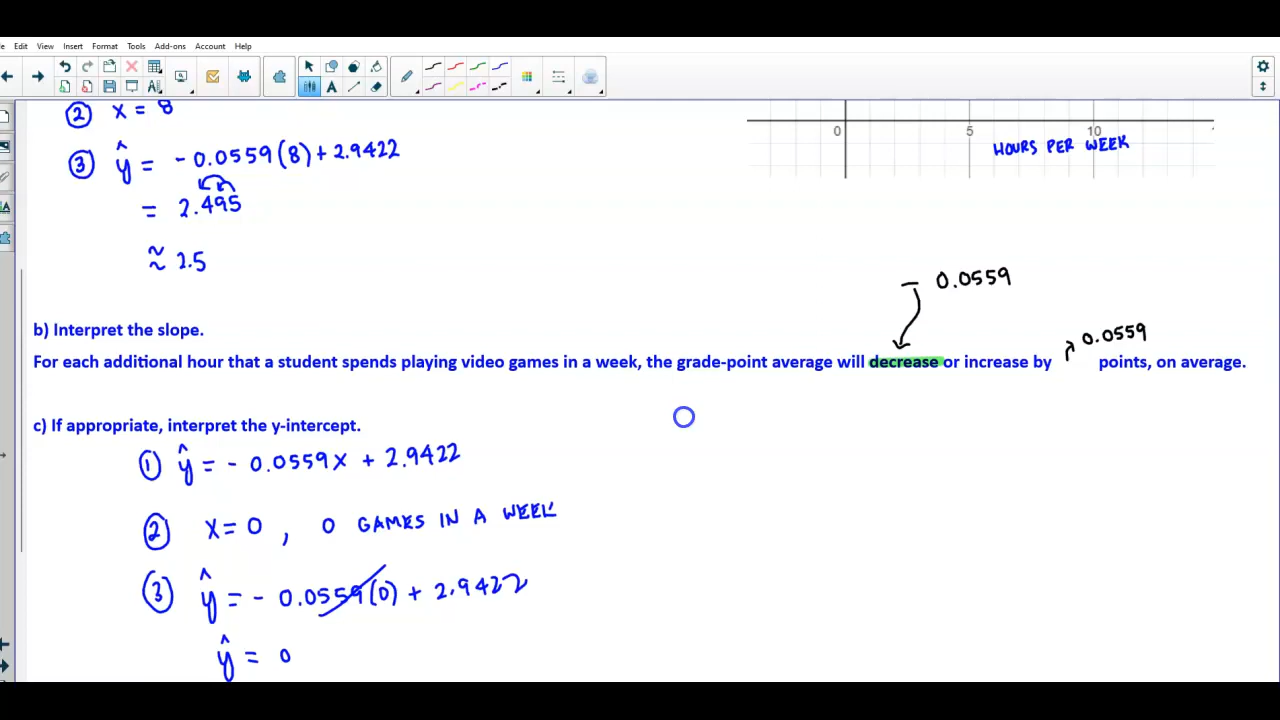 Edit View Insert Format Tools Add-ons Account Help
② x = 8
③ ŷ = - 0.0559(8) + 2.9422
= 2.495
≈ 2.5
0 5 10
HOURS PER WEEK
- 0.0559
b) Interpret the slope.
0.0559
For each additional hour that a student spends playing video games in a week, the grade-point average will decrease or increase by points, on average.
c) If appropriate, interpret the y-intercept.
① ŷ = - 0.0559x + 2.9422
② x = 0 , 0 GAMES IN A WEEK
③ ŷ = - 0.0559(0) + 2.9422
ŷ = 0